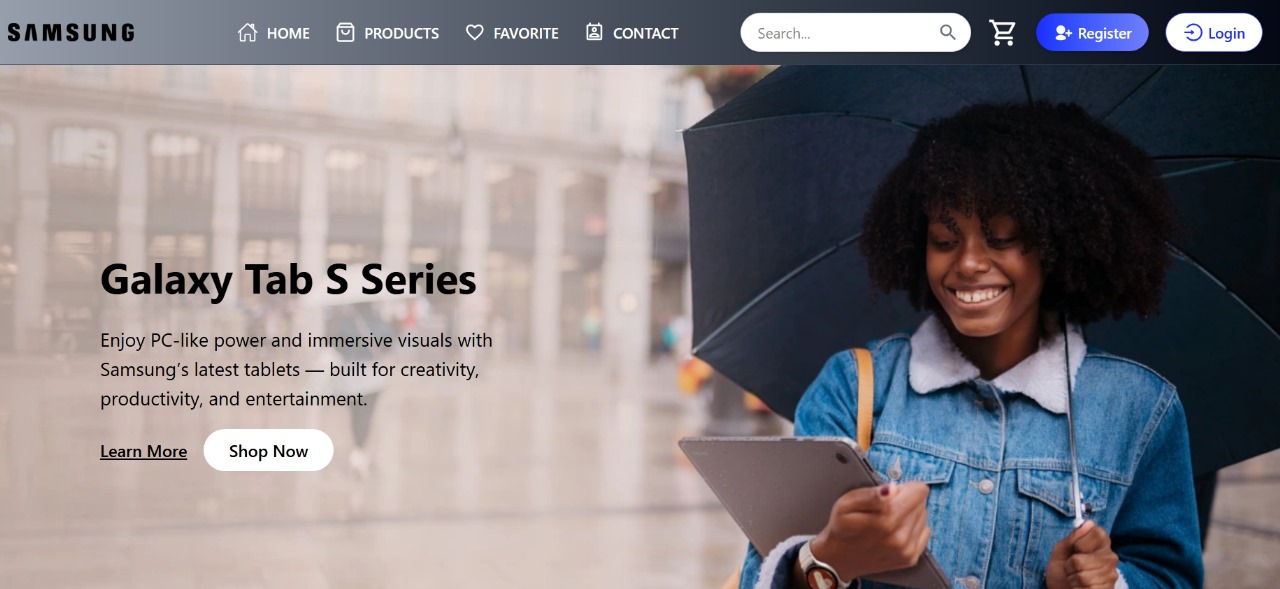 SAMSUNG
HOME
PRODUCTS
FAVORITE
CONTACT
Search...
Register
Login
Galaxy Tab S Series
Enjoy PC-like power and immersive visuals with
Samsung’s latest tablets — built for creativity,
productivity, and entertainment.
Learn More
Shop Now